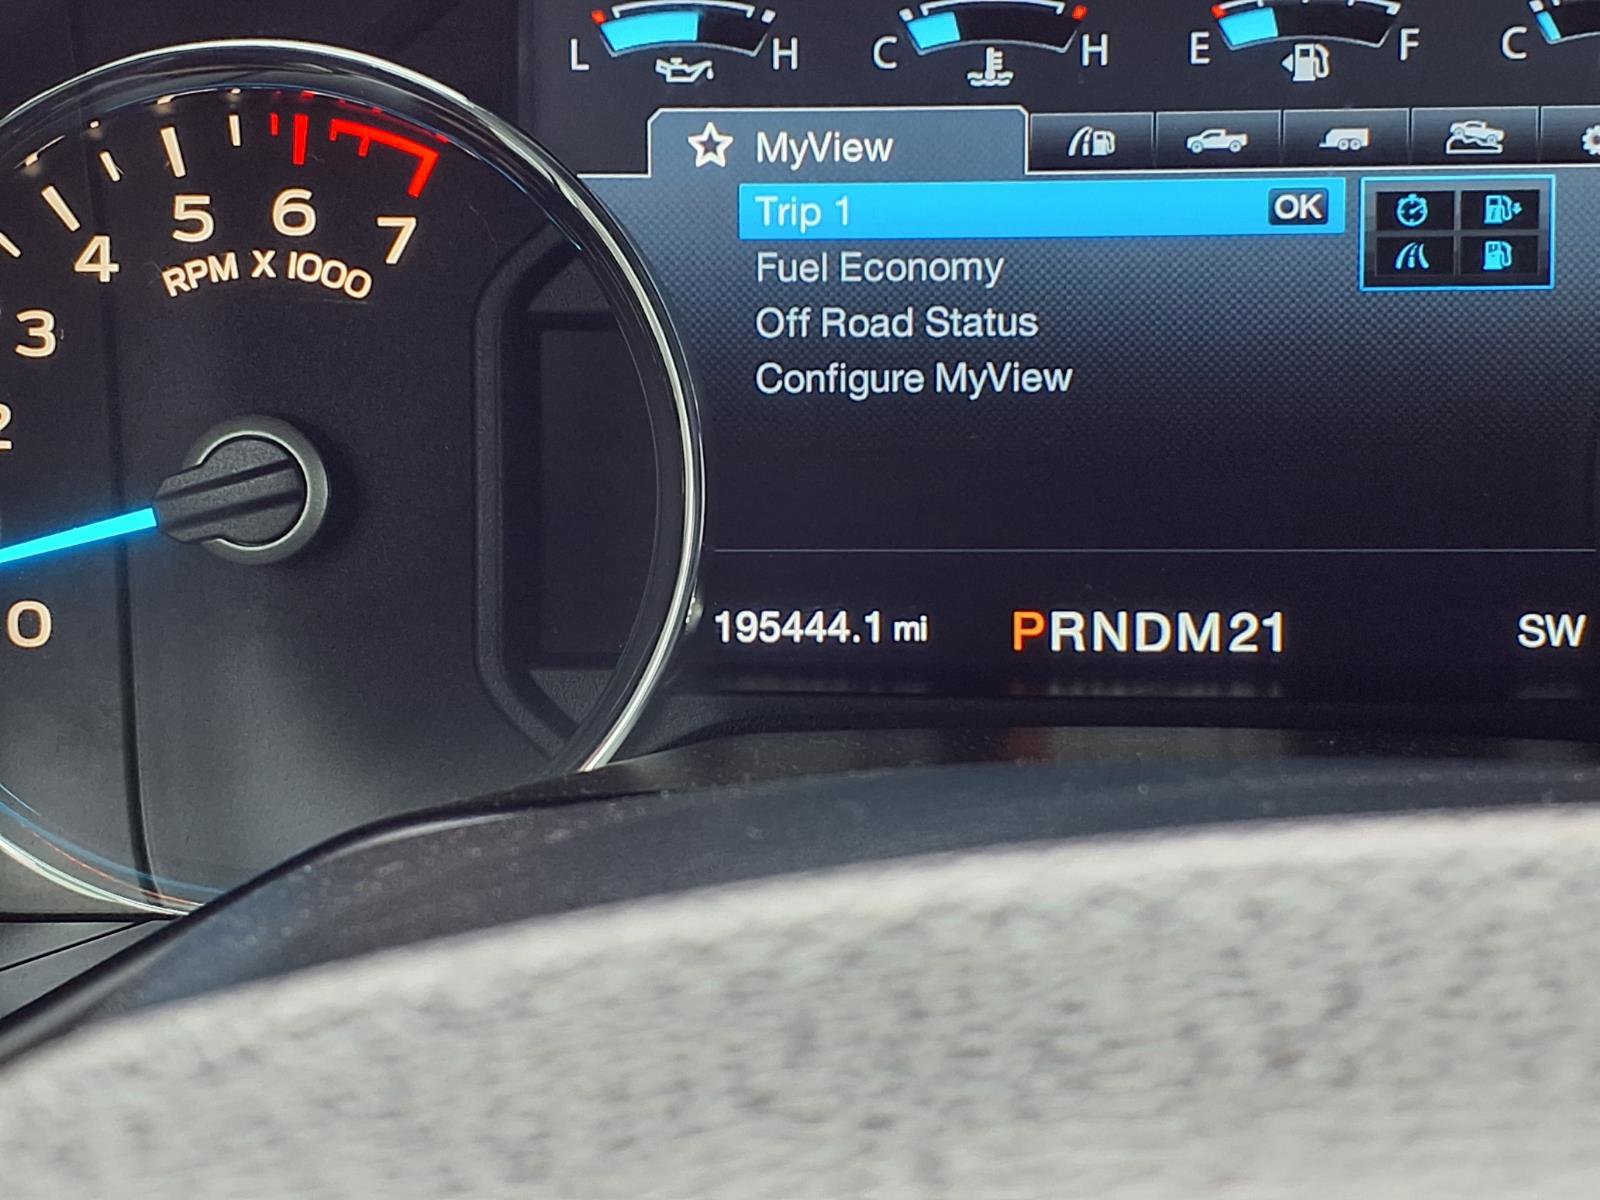 L H C H E F C
MyView
Trip 1 OK
Fuel Economy
Off Road Status
Configure MyView
0 2 3 4 5 6 7
RPM X 1000
195444.1 mi PRNDM21 SW